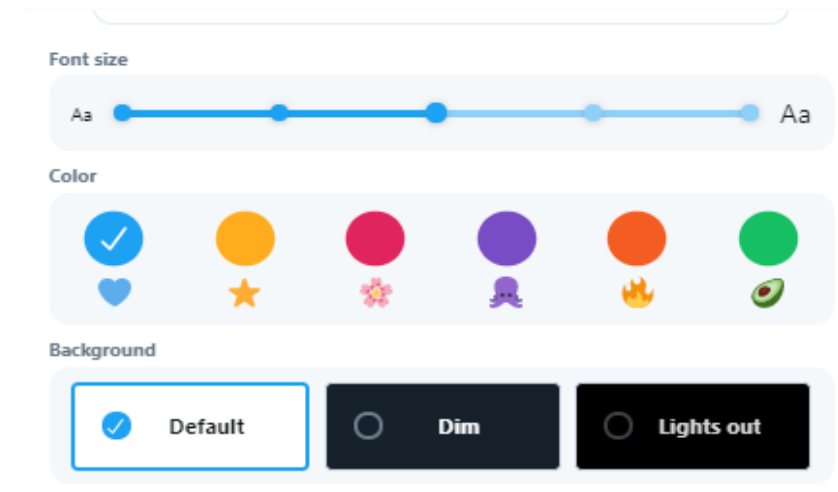 Font size
Aa Aa
Color
Background
Default Dim Lights out